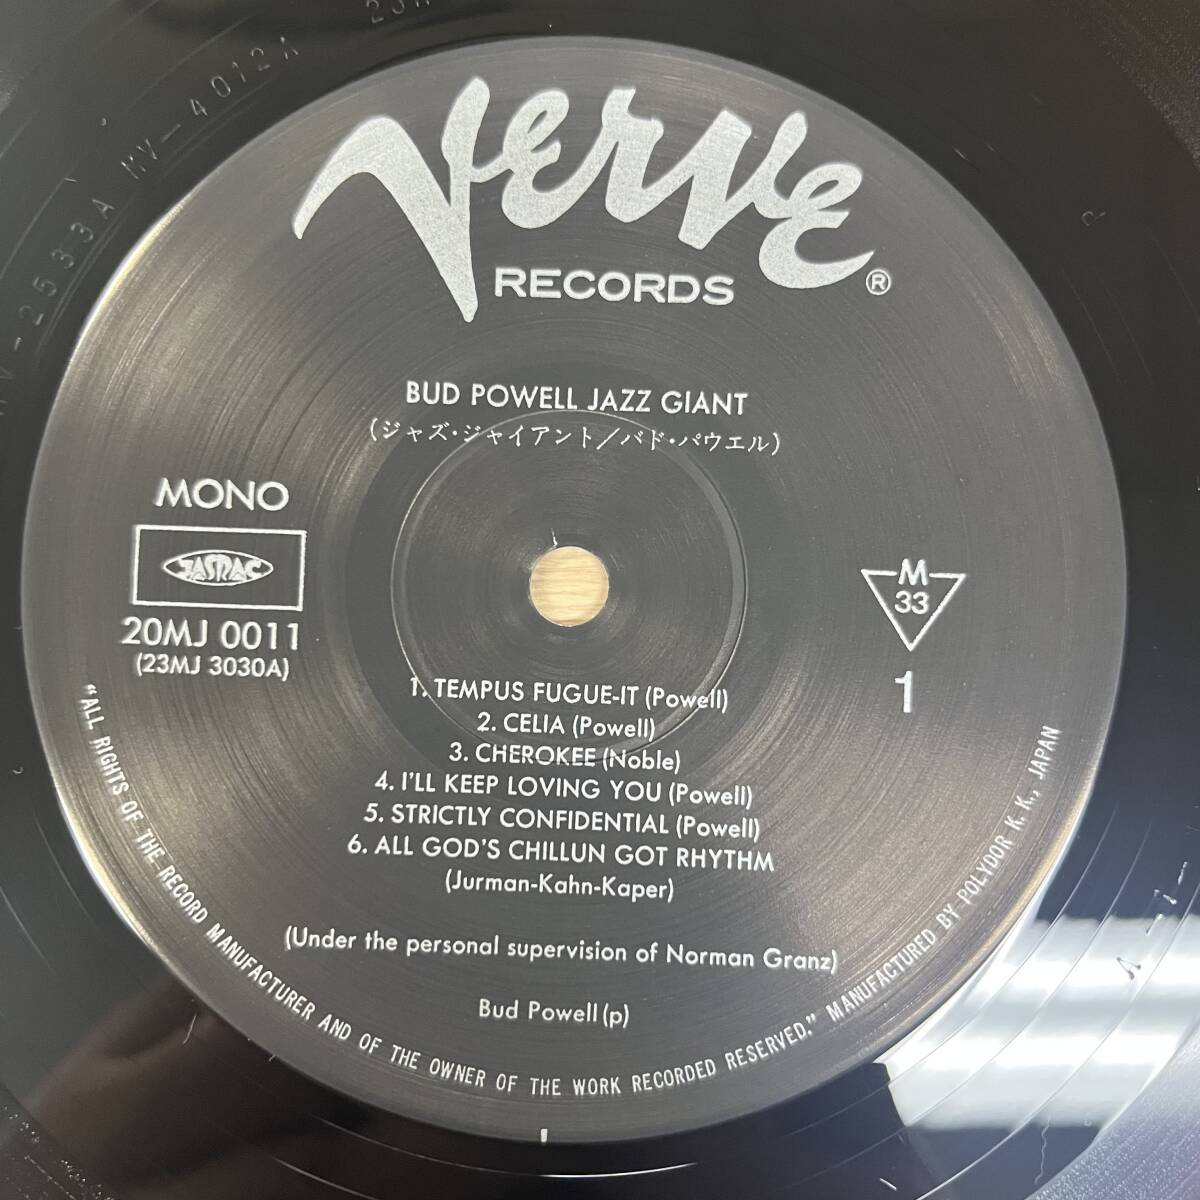 VERVE
RECORDS
®
BUD POWELL JAZZ GIANT
(ジャズ・ジャイアント／バド・パウエル)
MONO
JASRAC
20MJ 0011
(23MJ 3030A)
M
33
1
1. TEMPUS FUGUE-IT (Powell)
2. CELIA (Powell)
3. CHEROKEE (Noble)
4. I'LL KEEP LOVING YOU (Powell)
5. STRICTLY CONFIDENTIAL (Powell)
6. ALL GOD'S CHILLUN GOT RHYTHM
(Jurman-Kahn-Kaper)
(Under the personal supervision of Norman Granz)
Bud Powell (p)
"ALL RIGHTS OF THE RECORD MANUFACTURER AND OF THE OWNER OF THE WORK RECORDED RESERVED." MANUFACTURED BY POLYDOR K. K., JAPAN
MV-4012A
2533A
A-1